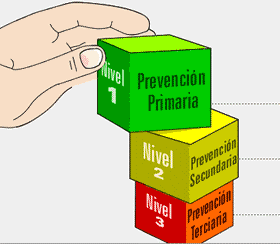 Nivel
1
Prevención
Primaria
Nivel
2
Prevención
Secundaria
Nivel
3
Prevención
Terciaria